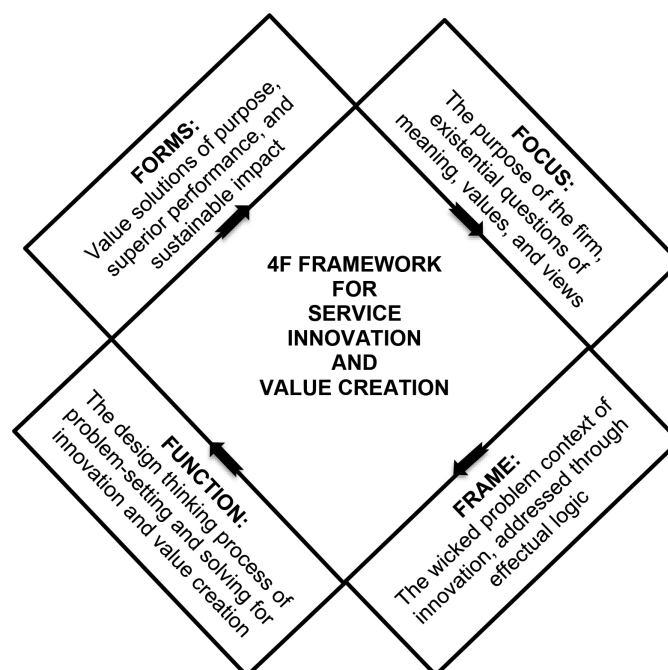 FORMS:
Value solutions of purpose,
superior performance, and
sustainable impact
FOCUS:
The purpose of the firm,
existential questions of
meaning, values, and views
4F FRAMEWORK
FOR
SERVICE
INNOVATION
AND
VALUE CREATION
FUNCTION:
The design thinking process of
problem-setting and solving for
innovation and value creation
FRAME:
The wicked problem context of
innovation, addressed through
effectual logic